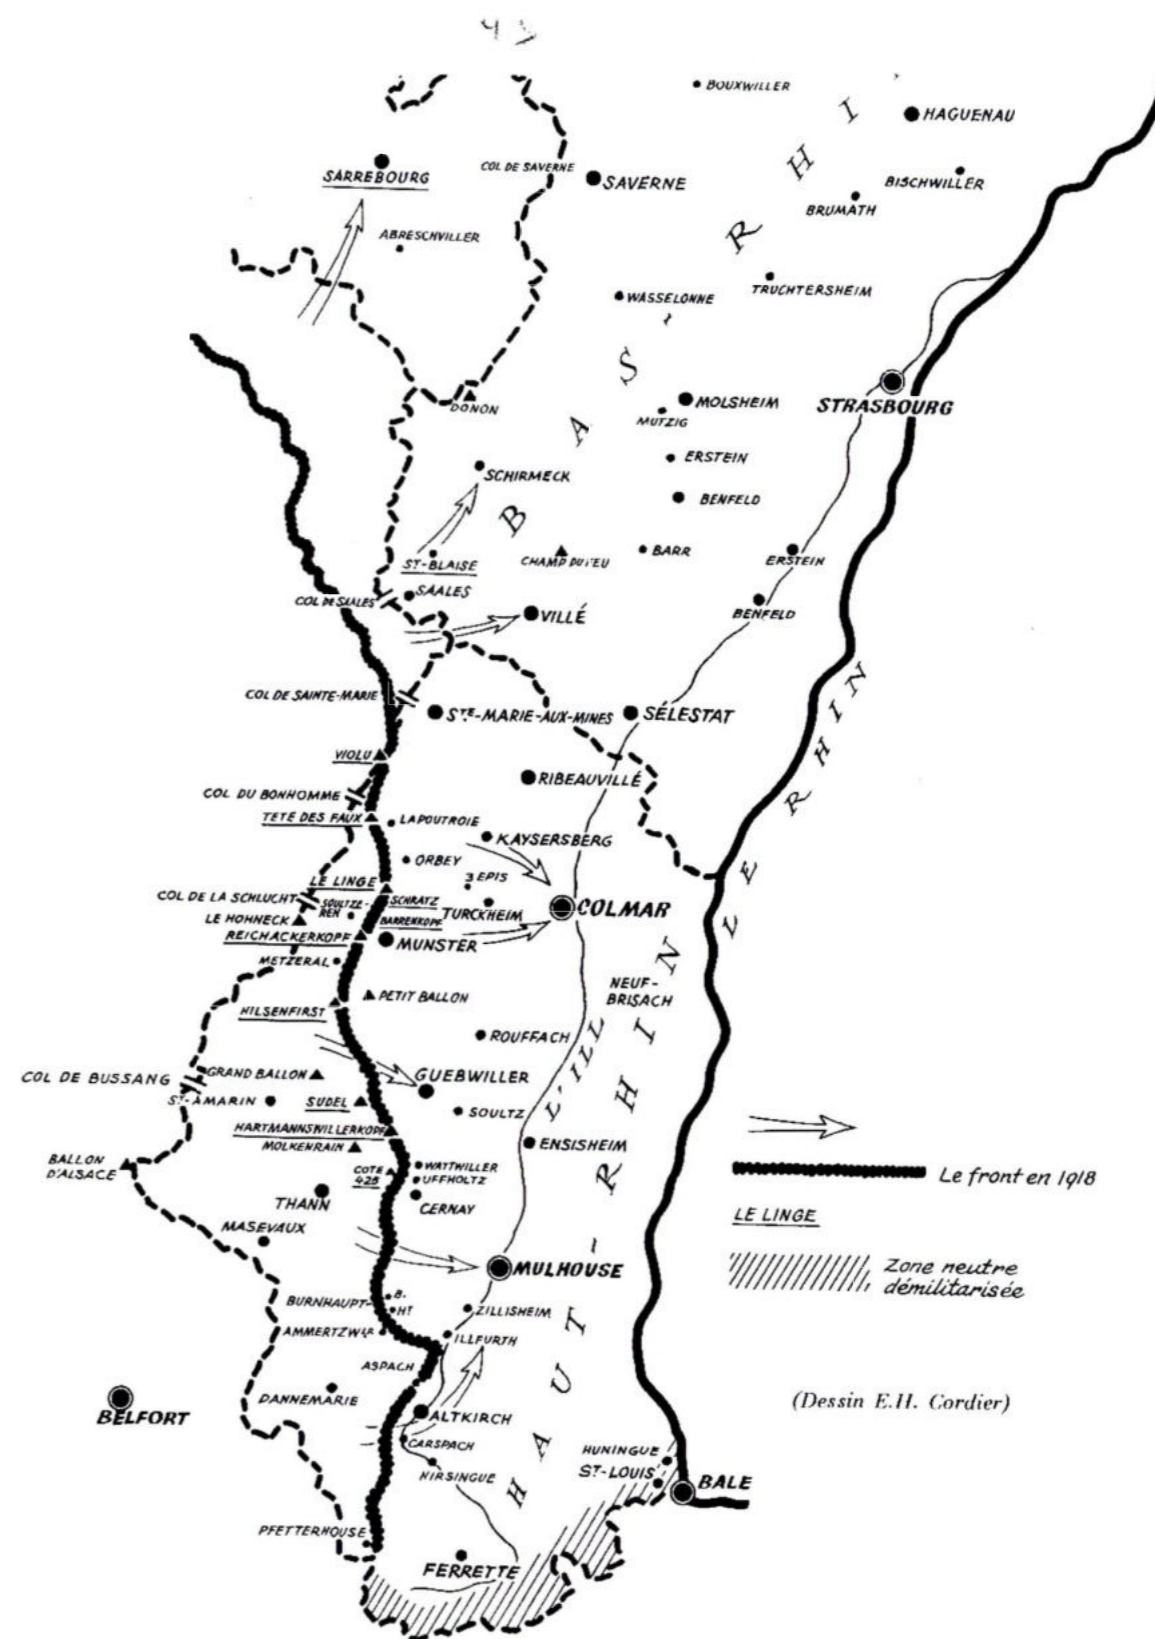 BOUXWILLER
HAGUENAU
COL DE SAVERNE
SAVERNE
SARREBOURG
BISCHWILLER
BRUMATH
ABRESCHVILLER
TRUCHTERSHEIM
WASSELONNE
BAS-RHIN
DONON
MOLSHEIM
MUTZIG
STRASBOURG
ERSTEIN
SCHIRMECK
BENFELD
ST-BLAISE
CHAMP DU FEU
BARR
ERSTEIN
SAALES
COL DE SAALES
VILLÉ
BENFELD
COL DE SAINTE-MARIE
STE-MARIE-AUX-MINES
SÉLESTAT
LE RHIN
VIOLU
RIBEAUVILLÉ
COL DU BONHOMME
TETE DES FAUX
LAPOUTROIE
KAYSERSBERG
ORBEY
LE LINGE
3 EPIS
COL DE LA SCHLUCHT
SOULTZE-
REN
SCHRATZ
TURCKHEIM
COLMAR
LE HOHNECK
BARRENKOPF
REICHACKERKOPF
MUNSTER
METZERAL
PETIT BALLON
NEUF-
BRISACH
HILSENFIRST
ROUFFACH
L'ILL
GRAND BALLON
GUEBWILLER
COL DE BUSSANG
ST-AMARIN
SUDEL
SOULTZ
HARTMANNSWILLERKOPF
MOLKENRAIN
ENSISHEIM
BALLON
D'ALSACE
COTE
425
WATTWILLER
UFFHOLTZ
CERNAY
THANN
MASEVAUX
HAUT-RHIN
MULHOUSE
Le front en 1918
LE LINGE
Zone neutre
démilitarisée
BURNHAUPT-
B.
HT
ZILLISHEIM
AMMERTZWLR
ILLFURTH
ASPACH
DANNEMARIE
BELFORT
ALTKIRCH
(Dessin E.H. Cordier)
CARSPACH
HIRSINGUE
HUNINGUE
ST-LOUIS
BALE
PFETTERHOUSE
FERRETTE